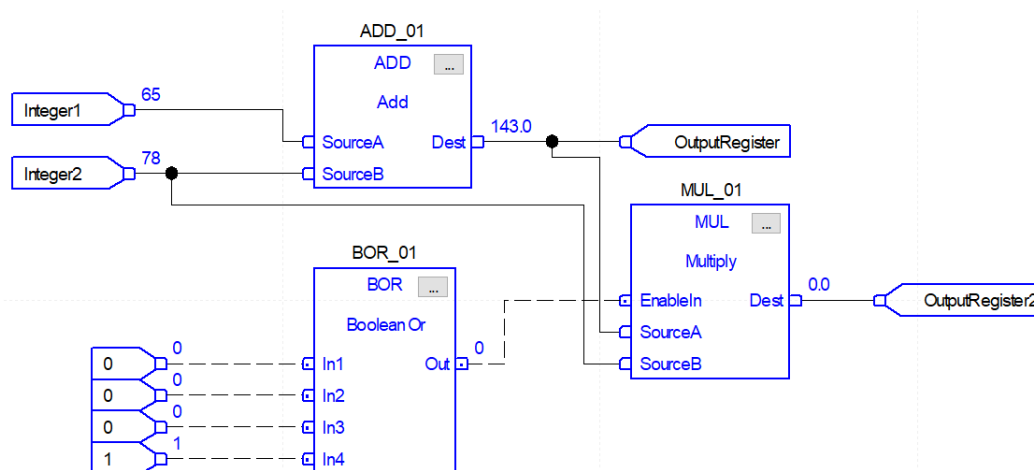 ADD_01
ADD ...
Add
65
Integer1
SourceA
Dest
143.0
OutputRegister
78
Integer2
SourceB
MUL_01
MUL ...
Multiply
BOR_01
BOR ...
Boolean Or
EnableIn
Dest
0.0
OutputRegister2
SourceA
SourceB
0
0
In1
Out
0
0
0
In2
0
0
In3
1
1
In4